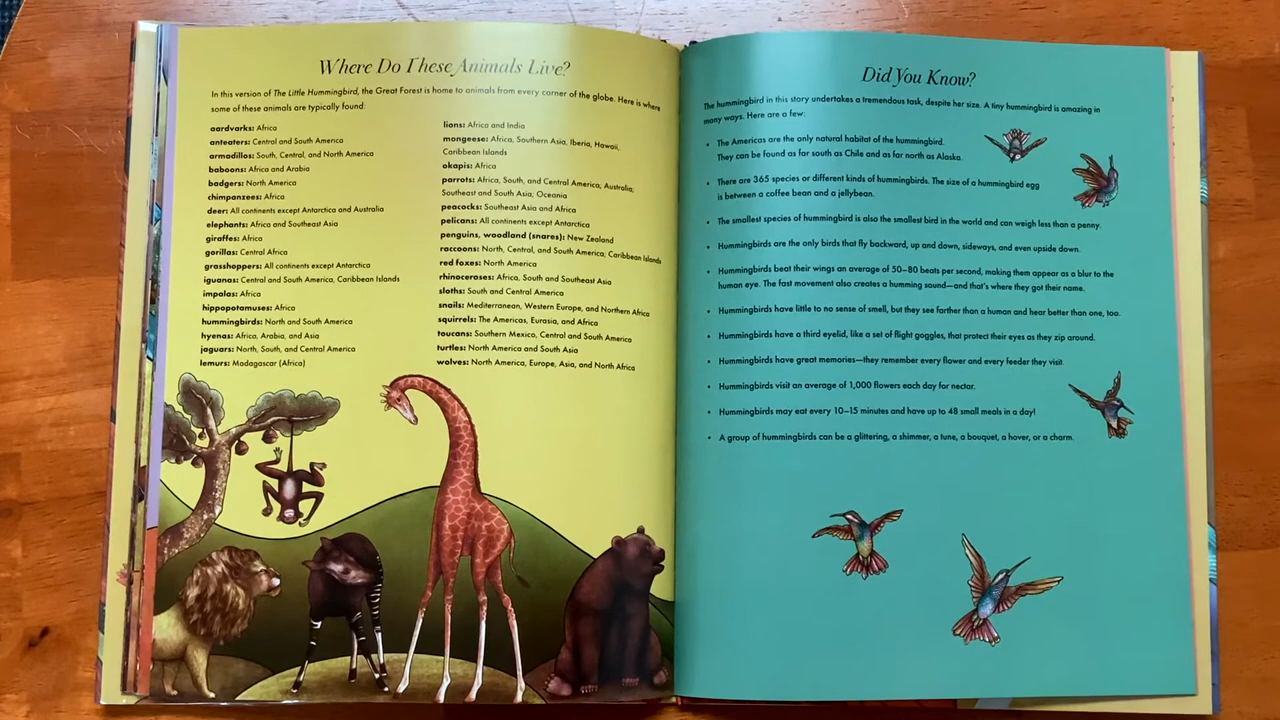 Where Do These Animals Live?
In this version of The Little Hummingbird, the Great Forest is home to animals from every corner of the globe. Here is where
some of these animals are typically found:
aardvarks: Africa
anteaters: Central and South America
armadillos: South, Central, and North America
baboons: Africa and Arabia
badgers: North America
chimpanzees: Africa
deer: All continents except Antarctica and Australia
elephants: Africa and Southeast Asia
giraffes: Africa
gorillas: Central Africa
grasshoppers: All continents except Antarctica
iguanas: Central and South America, Caribbean Islands
impalas: Africa
hippopotamuses: Africa
hummingbirds: North and South America
hyenas: Africa, Arabia, and Asia
jaguars: North, South, and Central America
lemurs: Madagascar (Africa)
lions: Africa and India
mongeese: Africa, Southern Asia, Iberia, Hawaii,
Caribbean Islands
okapis: Africa
parrots: Africa, South, and Central America; Australia;
Southeast and South Asia; Oceania
peacocks: Southeast Asia and Africa
pelicans: All continents except Antarctica
penguins, woodland (snares): New Zealand
raccoons: North, Central, and South America; Caribbean Islands
red foxes: North America
rhinoceroses: Africa, South and Southeast Asia
sloths: South and Central America
snails: Mediterranean, Western Europe, and Northern Africa
squirrels: The Americas, Eurasia, and Africa
toucans: Southern Mexico, Central and South America
turtles: North America and South Asia
wolves: North America, Europe, Asia, and North Africa
Did You Know?
The hummingbird in this story undertakes a tremendous task, despite her size. A tiny hummingbird is amazing in
many ways. Here are a few:
• The Americas are the only natural habitat of the hummingbird.
They can be found as far south as Chile and as far north as Alaska.
• There are 365 species or different kinds of hummingbirds. The size of a hummingbird egg
is between a coffee bean and a jellybean.
• The smallest species of hummingbird is also the smallest bird in the world and can weigh less than a penny.
• Hummingbirds are the only birds that fly backward, up and down, sideways, and even upside down.
• Hummingbirds beat their wings an average of 50–80 beats per second, making them appear as a blur to the
human eye. The fast movement also creates a humming sound—and that's where they got their name.
• Hummingbirds have little to no sense of smell, but they see farther than a human and hear better than one, too.
• Hummingbirds have a third eyelid, like a set of flight goggles, that protect their eyes as they zip around.
• Hummingbirds have great memories—they remember every flower and every feeder they visit.
• Hummingbirds visit an average of 1,000 flowers each day for nectar.
• Hummingbirds may eat every 10–15 minutes and have up to 48 small meals in a day!
• A group of hummingbirds can be a glittering, a shimmer, a tune, a bouquet, a hover, or a charm.